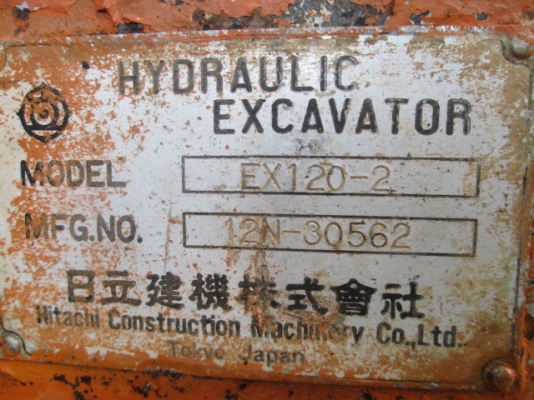 HYDRAULIC
EXCAVATOR
MODEL EX120-2
MFG.NO. 12N-30562
日立建機株式會社
Hitachi Construction Machinery Co.,Ltd.
Tokyo Japan